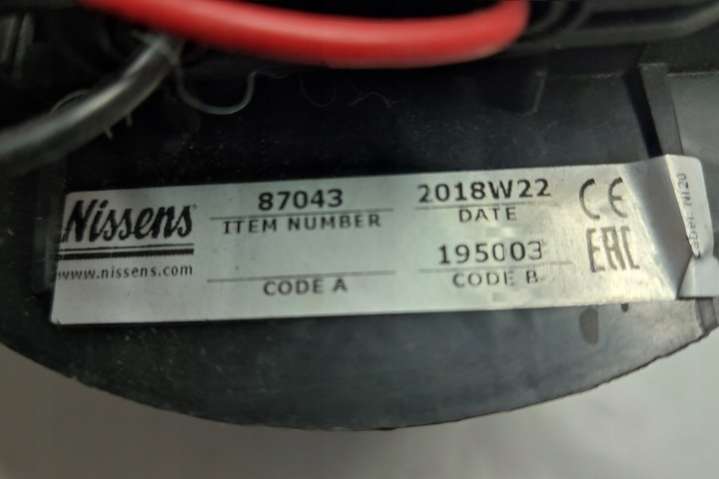 Nissens
www.nissens.com
87043
ITEM NUMBER
CODE A
2018W22
DATE
195003
CODE B
CE
EAC